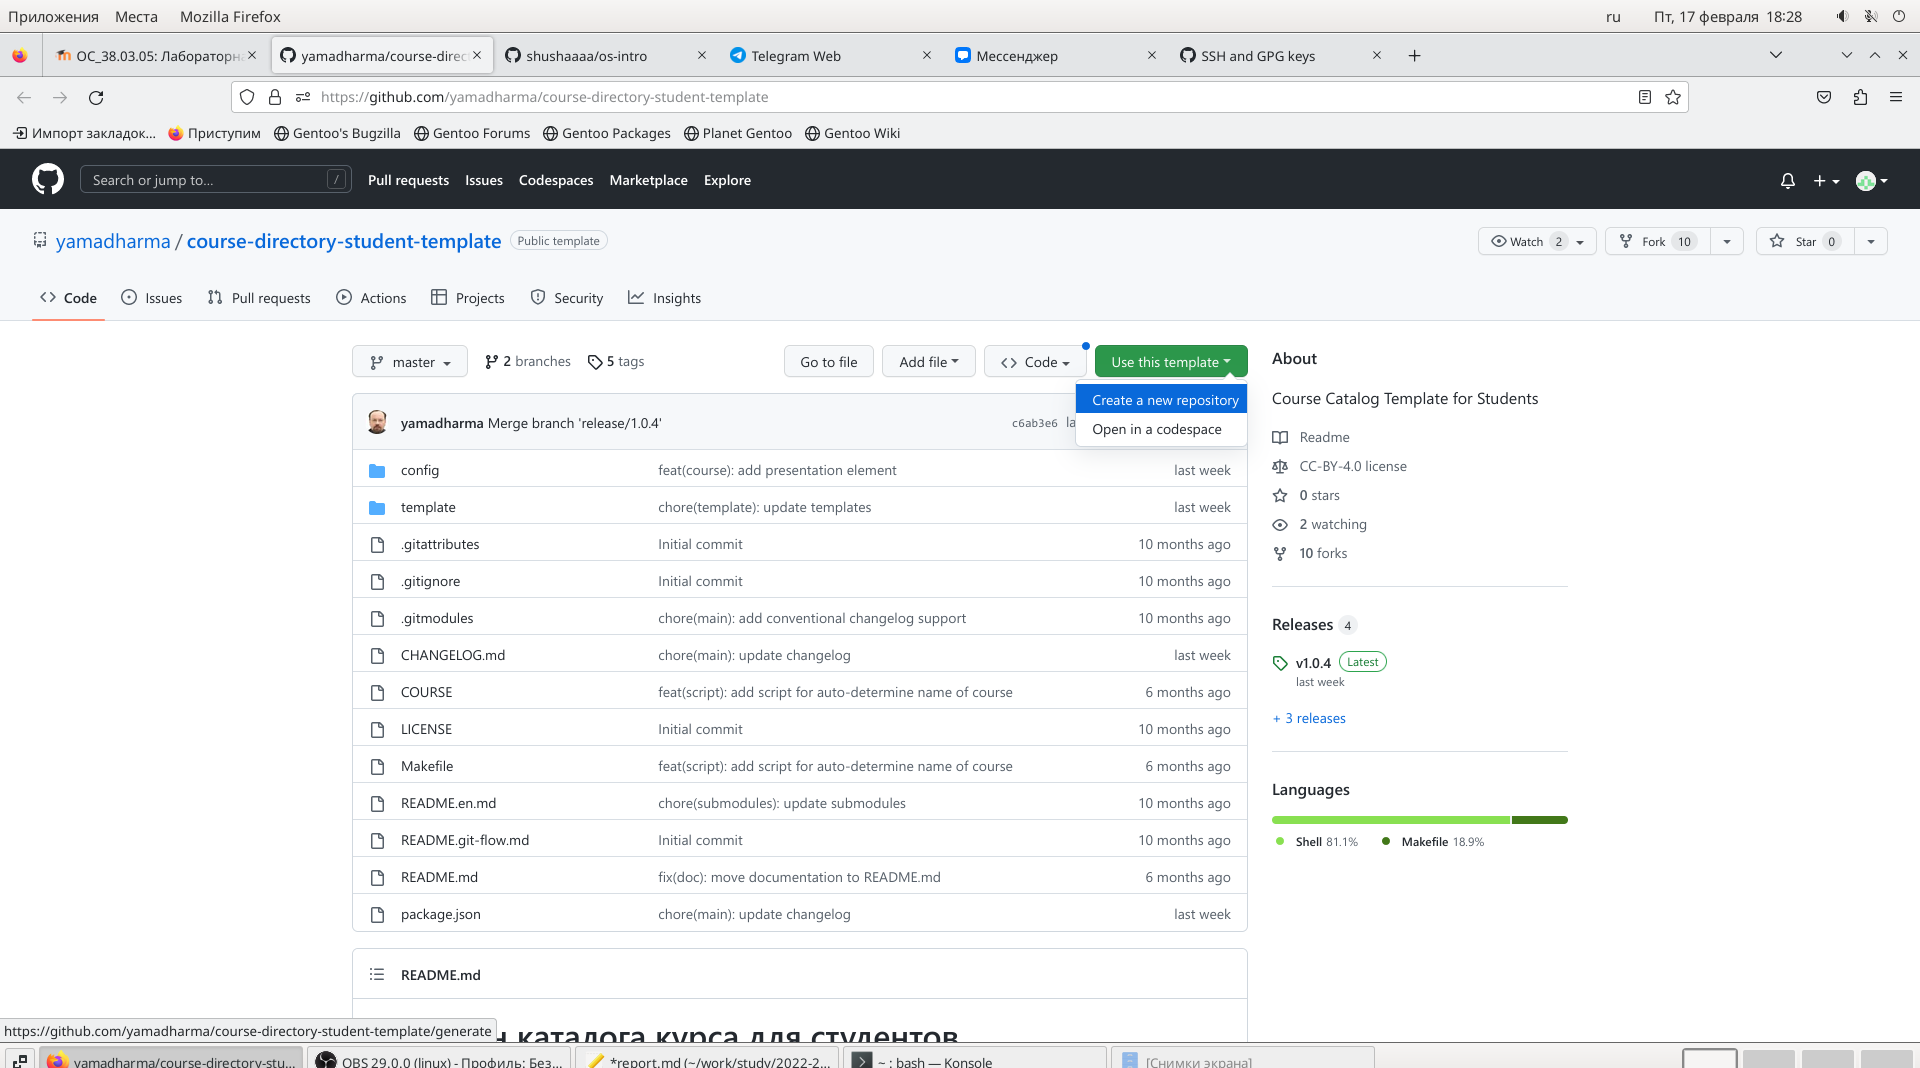 Приложения Места Mozilla Firefox ru Пт, 17 февраля 18:28
ОС_38.03.05: Лабораторна yamadharma/course-direct shushaaaa/os-intro Telegram Web Мессенджер SSH and GPG keys
https://github.com/yamadharma/course-directory-student-template
Импорт закладок... Приступим Gentoo's Bugzilla Gentoo Forums Gentoo Packages Planet Gentoo Gentoo Wiki
Search or jump to... / Pull requests Issues Codespaces Marketplace Explore
yamadharma / course-directory-student-template Public template Watch 2 Fork 10 Star 0
Code Issues Pull requests Actions Projects Security Insights
master 2 branches 5 tags Go to file Add file Code Use this template
Create a new repository
Open in a codespace
yamadharma Merge branch 'release/1.0.4' c6ab3e6 la
config feat(course): add presentation element last week
template chore(template): update templates last week
.gitattributes Initial commit 10 months ago
.gitignore Initial commit 10 months ago
.gitmodules chore(main): add conventional changelog support 10 months ago
CHANGELOG.md chore(main): update changelog last week
COURSE feat(script): add script for auto-determine name of course 6 months ago
LICENSE Initial commit 10 months ago
Makefile feat(script): add script for auto-determine name of course 6 months ago
README.en.md chore(submodules): update submodules 10 months ago
README.git-flow.md Initial commit 10 months ago
README.md fix(doc): move documentation to README.md 6 months ago
package.json chore(main): update changelog last week
README.md
н каталога курса для студентов
About
Course Catalog Template for Students
Readme
CC-BY-4.0 license
0 stars
2 watching
10 forks
Releases 4
v1.0.4 Latest
last week
+ 3 releases
Languages
Shell 81.1% Makefile 18.9%
https://github.com/yamadharma/course-directory-student-template/generate
yamadharma/course-directory-stu... OBS 29.0.0 (linux) - Профиль: Без... *report.md (~/work/study/2022-2... ~ : bash — Konsole [Снимки экрана]